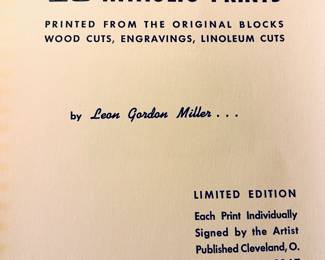 PRINTS
PRINTED FROM THE ORIGINAL BLOCKS
WOOD CUTS, ENGRAVINGS, LINOLEUM CUTS
by Leon Gordon Miller...
LIMITED EDITION
Each Print Individually
Signed by the Artist
Published Cleveland, O.